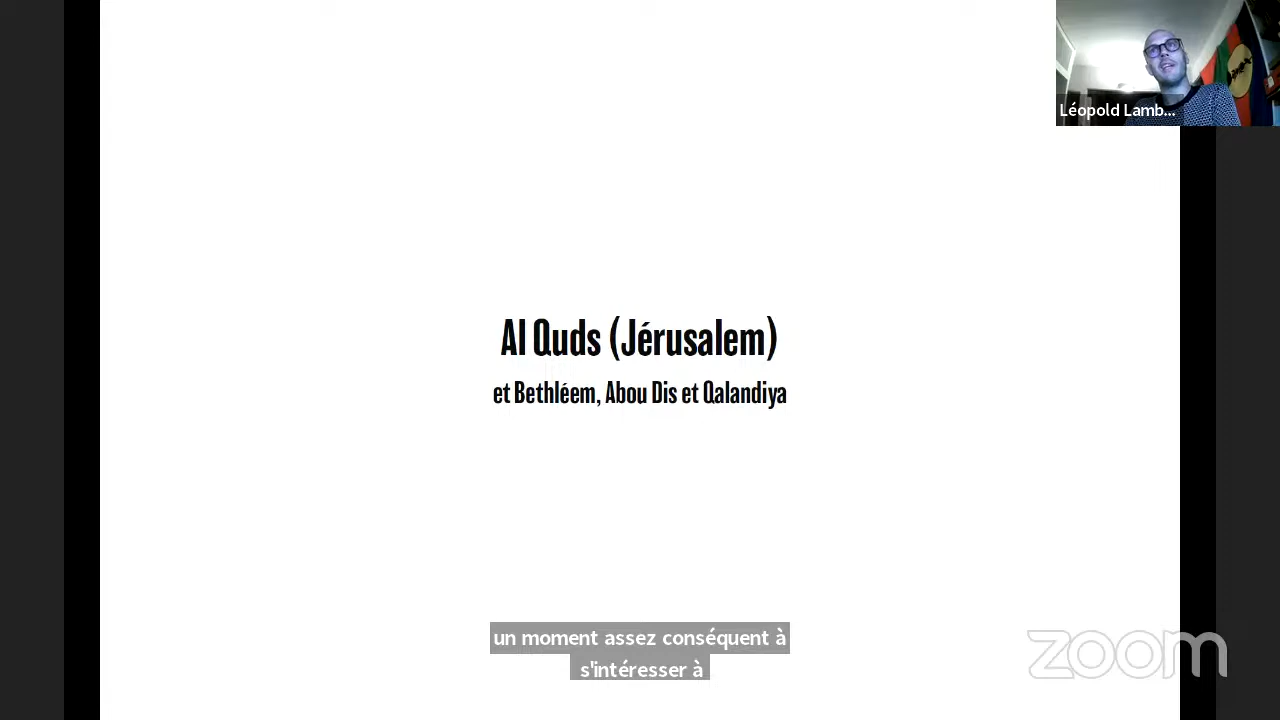 Léopold Lamb...
Al Quds (Jérusalem)
et Bethléem, Abou Dis et Qalandiya
un moment assez conséquent à
s'intéresser à
zoom